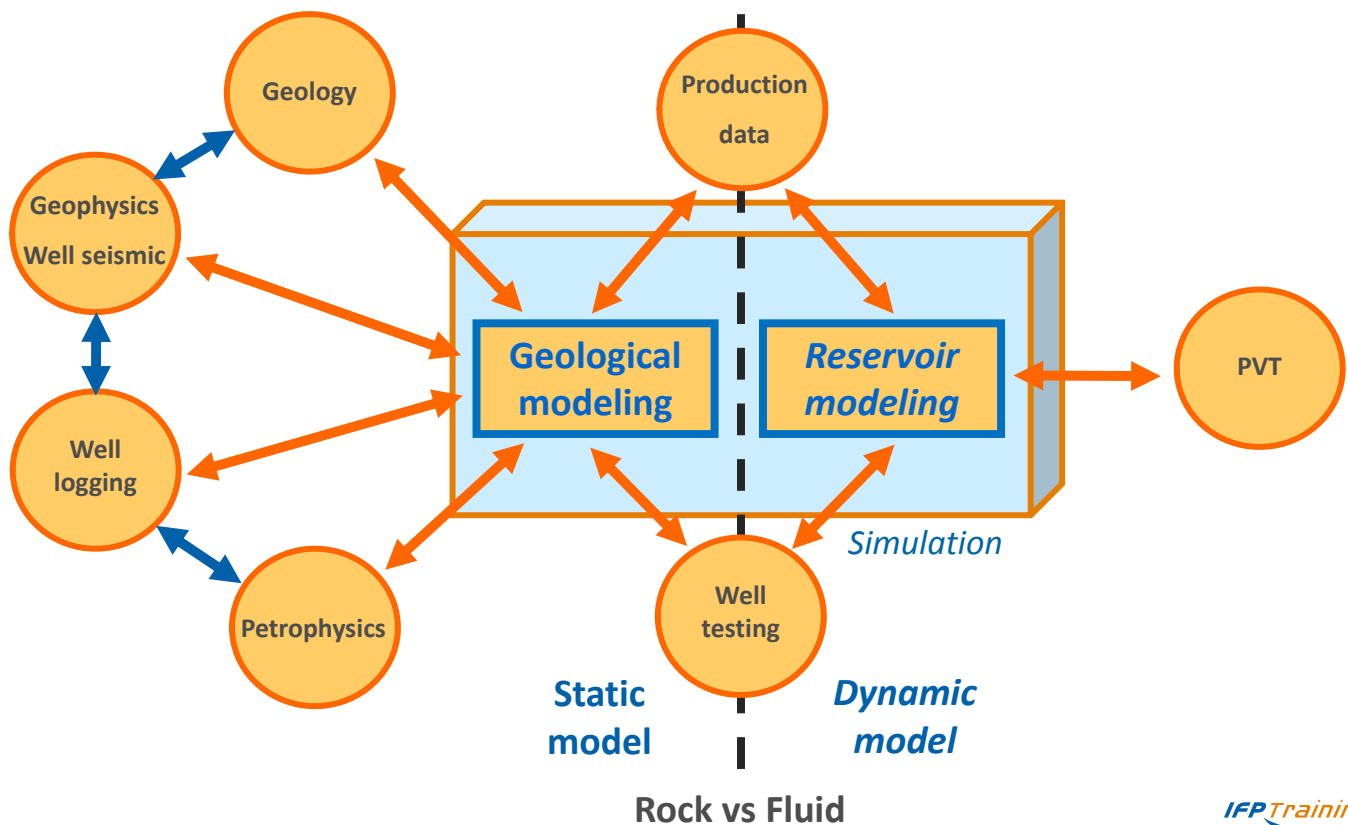 Geology
Production
data
Geophysics
Well seismic
Geological
modeling
Reservoir
modeling
PVT
Well
logging
Simulation
Well
testing
Petrophysics
Static
model
Dynamic
model
Rock vs Fluid
IFP Trainin